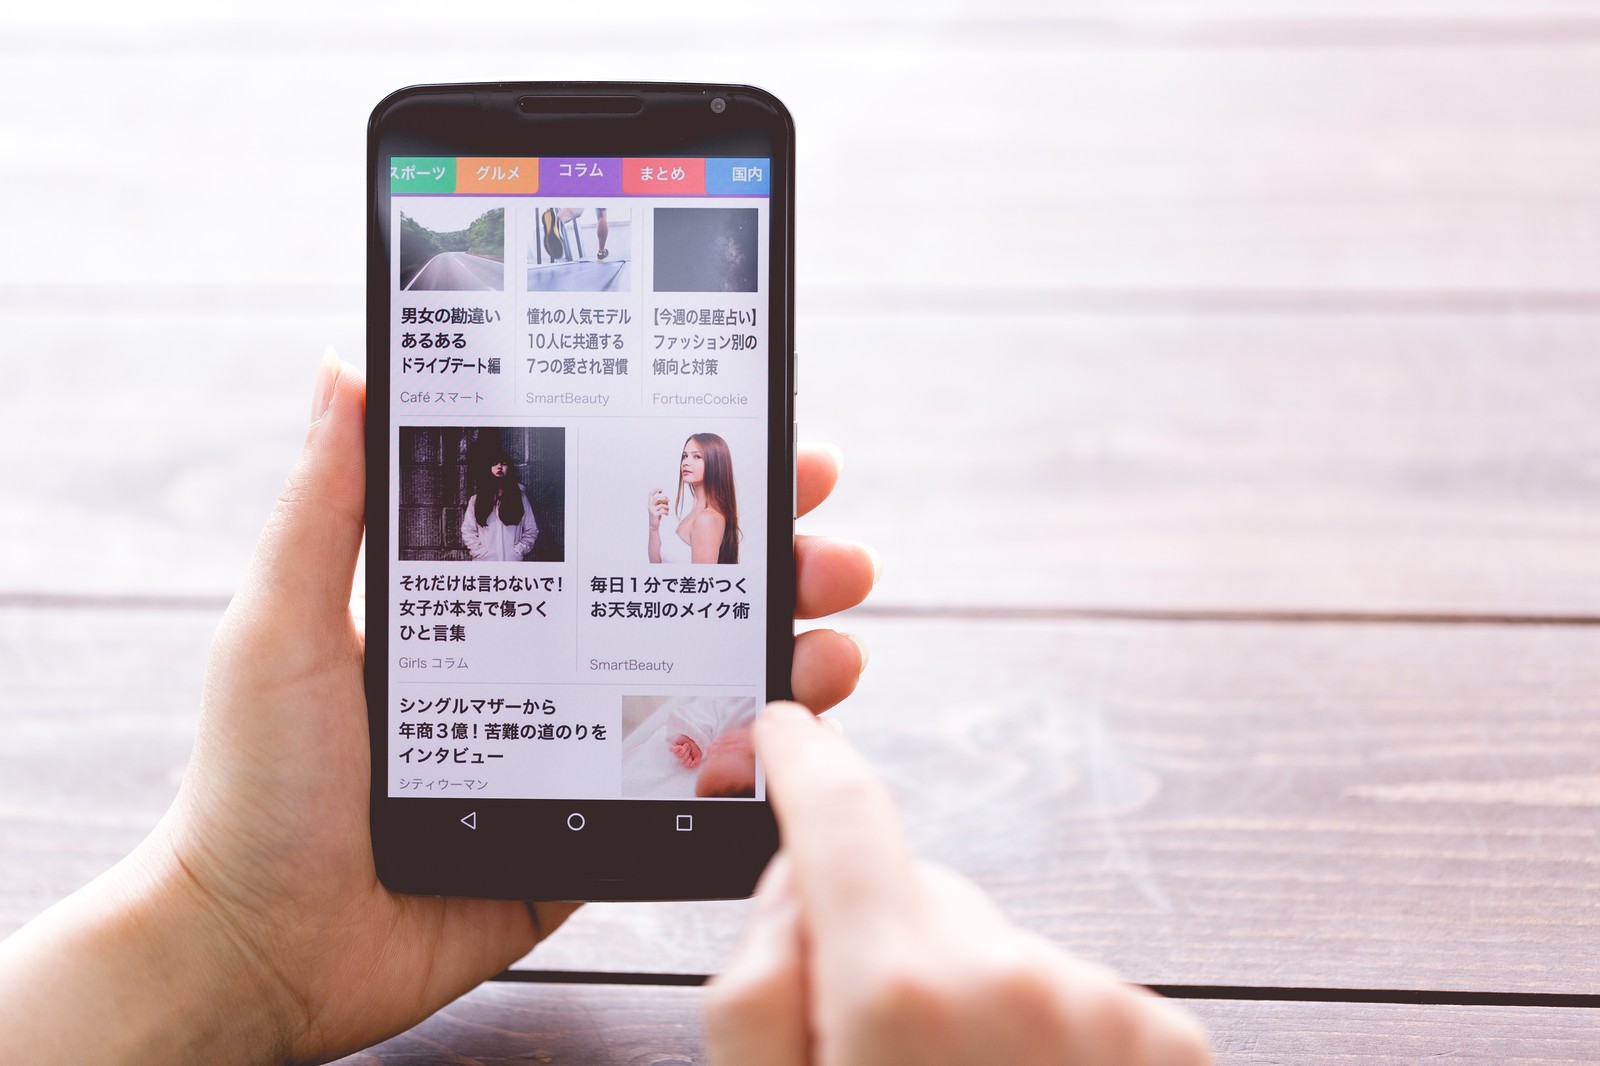 スポーツ グルメ コラム まとめ 国内
男女の勘違い
あるある
ドライブデート編
Café スマート
憧れの人気モデル
10人に共通する
7つの愛され習慣
SmartBeauty
【今週の星座占い】
ファッション別の
傾向と対策
FortuneCookie
それだけは言わないで！
女子が本気で傷つく
ひと言集
Girls コラム
毎日１分で差がつく
お天気別のメイク術
SmartBeauty
シングルマザーから
年商３億！苦難の道のりを
インタビュー
シティウーマン